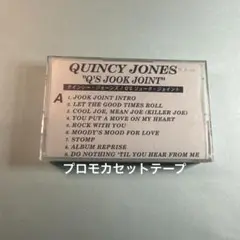 QUINCY JONES
"Q'S JOOK JOINT"
クインシー・ジョーンズ / Q'S ジューク・ジョイント
A
1. JOOK JOINT INTRO
2. LET THE GOOD TIMES ROLL
3. COOL JOE, MEAN JOE (KILLER JOE)
4. YOU PUT A MOVE ON MY HEART
5. ROCK WITH YOU
6. MOODY'S MOOD FOR LOVE
7. STOMP
8. ALBUM REPRISE
9. DO NOTHING 'TIL YOU HEAR FROM ME
プロモカセットテープ